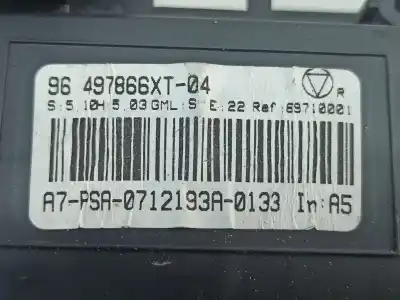 96 497866XT-04
S:5.10H 5.03 GML:S E:22 Ref:69710001
R
A7-PSA-0712193A-0133 In:A5